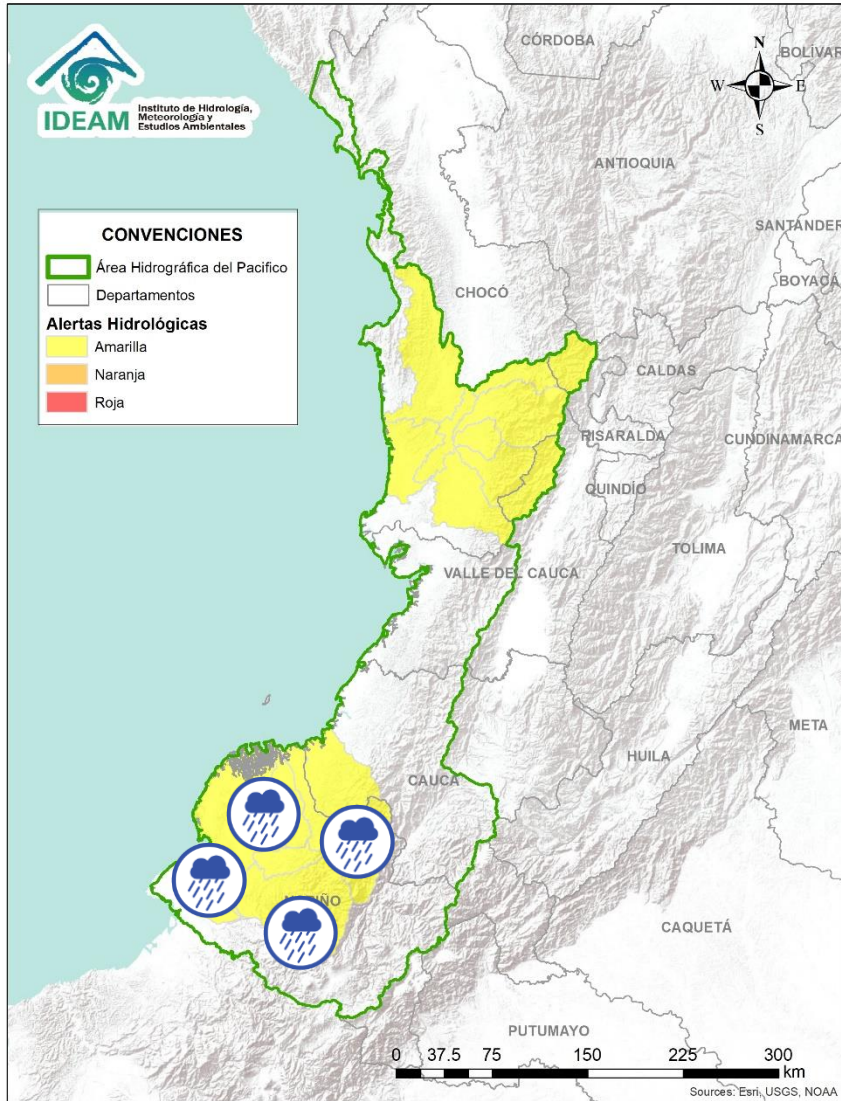 IDEAM
Instituto de Hidrología,
Meteorología y
Estudios Ambientales
N
W
E
S
CÓRDOBA
BOLÍVAR
ANTIOQUIA
SANTANDER
BOYACÁ
CONVENCIONES
Área Hidrográfica del Pacifico
Departamentos
Alertas Hidrológicas
Amarilla
Naranja
Roja
CHOCÓ
CALDAS
RISARALDA
CUNDINAMARCA
QUINDÍO
TOLIMA
VALLE DEL CAUCA
META
HUILA
CAUCA
CAQUETÁ
PUTUMAYO
0 37.5 75 150 225 300
km
Sources: Esri, USGS, NOAA